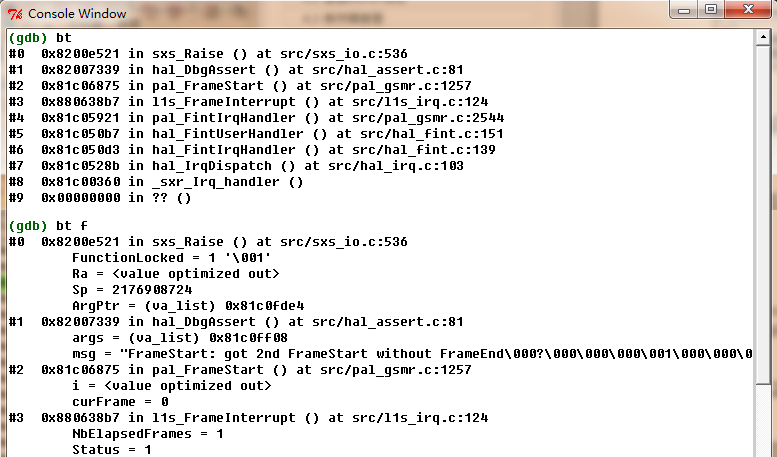 Console Window
(gdb) bt
#0  0x8200e521 in sxs_Raise () at src/sxs_io.c:536
#1  0x82007339 in hal_DbgAssert () at src/hal_assert.c:81
#2  0x81c06875 in pal_FrameStart () at src/pal_gsmr.c:1257
#3  0x880638b7 in l1s_FrameInterrupt () at src/l1s_irq.c:124
#4  0x81c05921 in pal_FintIrqHandler () at src/pal_gsmr.c:2544
#5  0x81c050b7 in hal_FintUserHandler () at src/hal_fint.c:151
#6  0x81c050d3 in hal_FintIrqHandler () at src/hal_fint.c:139
#7  0x81c0528b in hal_IrqDispatch () at src/hal_irq.c:103
#8  0x81c00360 in _sxr_Irq_handler ()
#9  0x00000000 in ?? ()
(gdb) bt f
#0  0x8200e521 in sxs_Raise () at src/sxs_io.c:536
FunctionLocked = 1 '\001'
Ra = <value optimized out>
Sp = 2176908724
ArgPtr = (va_list) 0x81c0fde4
#1  0x82007339 in hal_DbgAssert () at src/hal_assert.c:81
args = (va_list) 0x81c0ff08
msg = "FrameStart: got 2nd FrameStart without FrameEnd\000?\000\000\000\001\000\000\000\0
#2  0x81c06875 in pal_FrameStart () at src/pal_gsmr.c:1257
i = <value optimized out>
curFrame = 0
#3  0x880638b7 in l1s_FrameInterrupt () at src/l1s_irq.c:124
NbElapsedFrames = 1
Status = 1